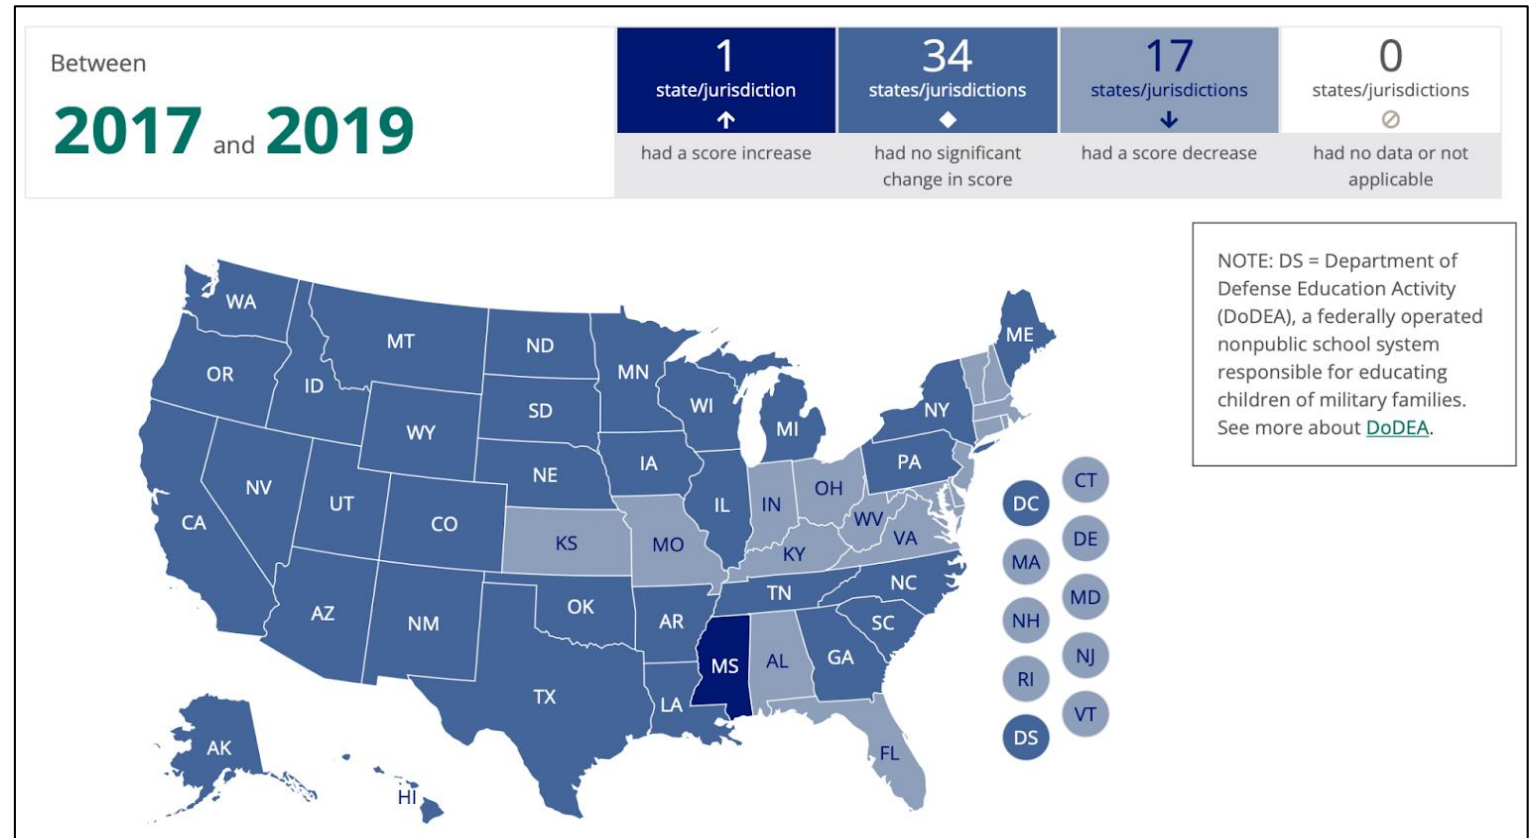 Between
2017 and 2019
1
state/jurisdiction
had a score increase
34
states/jurisdictions
had no significant
change in score
17
states/jurisdictions
had a score decrease
0
states/jurisdictions
had no data or not
applicable
NOTE: DS = Department of
Defense Education Activity
(DoDEA), a federally operated
nonpublic school system
responsible for educating
children of military families.
See more about DoDEA.
WA
MT
ND
MN
ME
OR
ID
SD
WI
MI
NY
WY
IA
PA
NE
NV
UT
CO
IL
IN
OH
WV
VA
CA
KS
MO
KY
NC
TN
AZ
NM
OK
AR
SC
MS
AL
GA
TX
LA
FL
AK
HI
CT
DC
DE
MA
MD
NH
NJ
RI
VT
DS